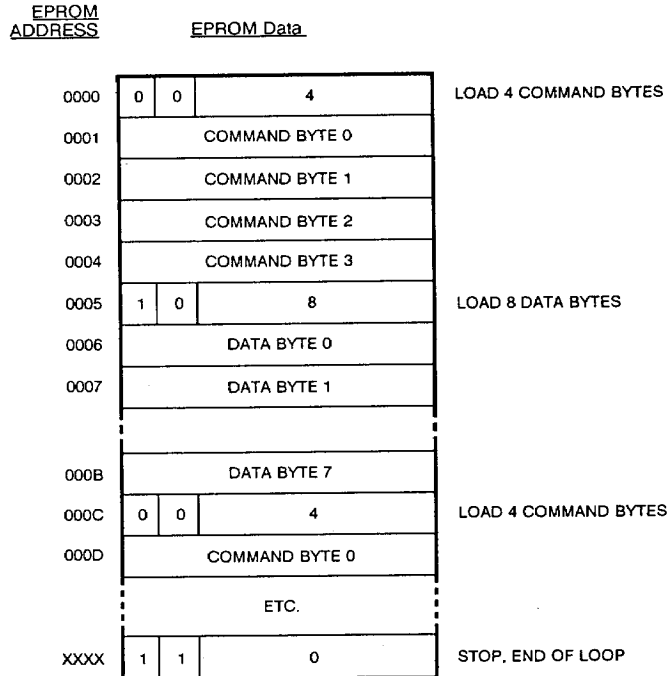 EPROM
ADDRESS EPROM Data
0000 0 0 4 LOAD 4 COMMAND BYTES
0001 COMMAND BYTE 0
0002 COMMAND BYTE 1
0003 COMMAND BYTE 2
0004 COMMAND BYTE 3
0005 1 0 8 LOAD 8 DATA BYTES
0006 DATA BYTE 0
0007 DATA BYTE 1
000B DATA BYTE 7
000C 0 0 4 LOAD 4 COMMAND BYTES
000D COMMAND BYTE 0
ETC.
XXXX 1 1 0 STOP, END OF LOOP